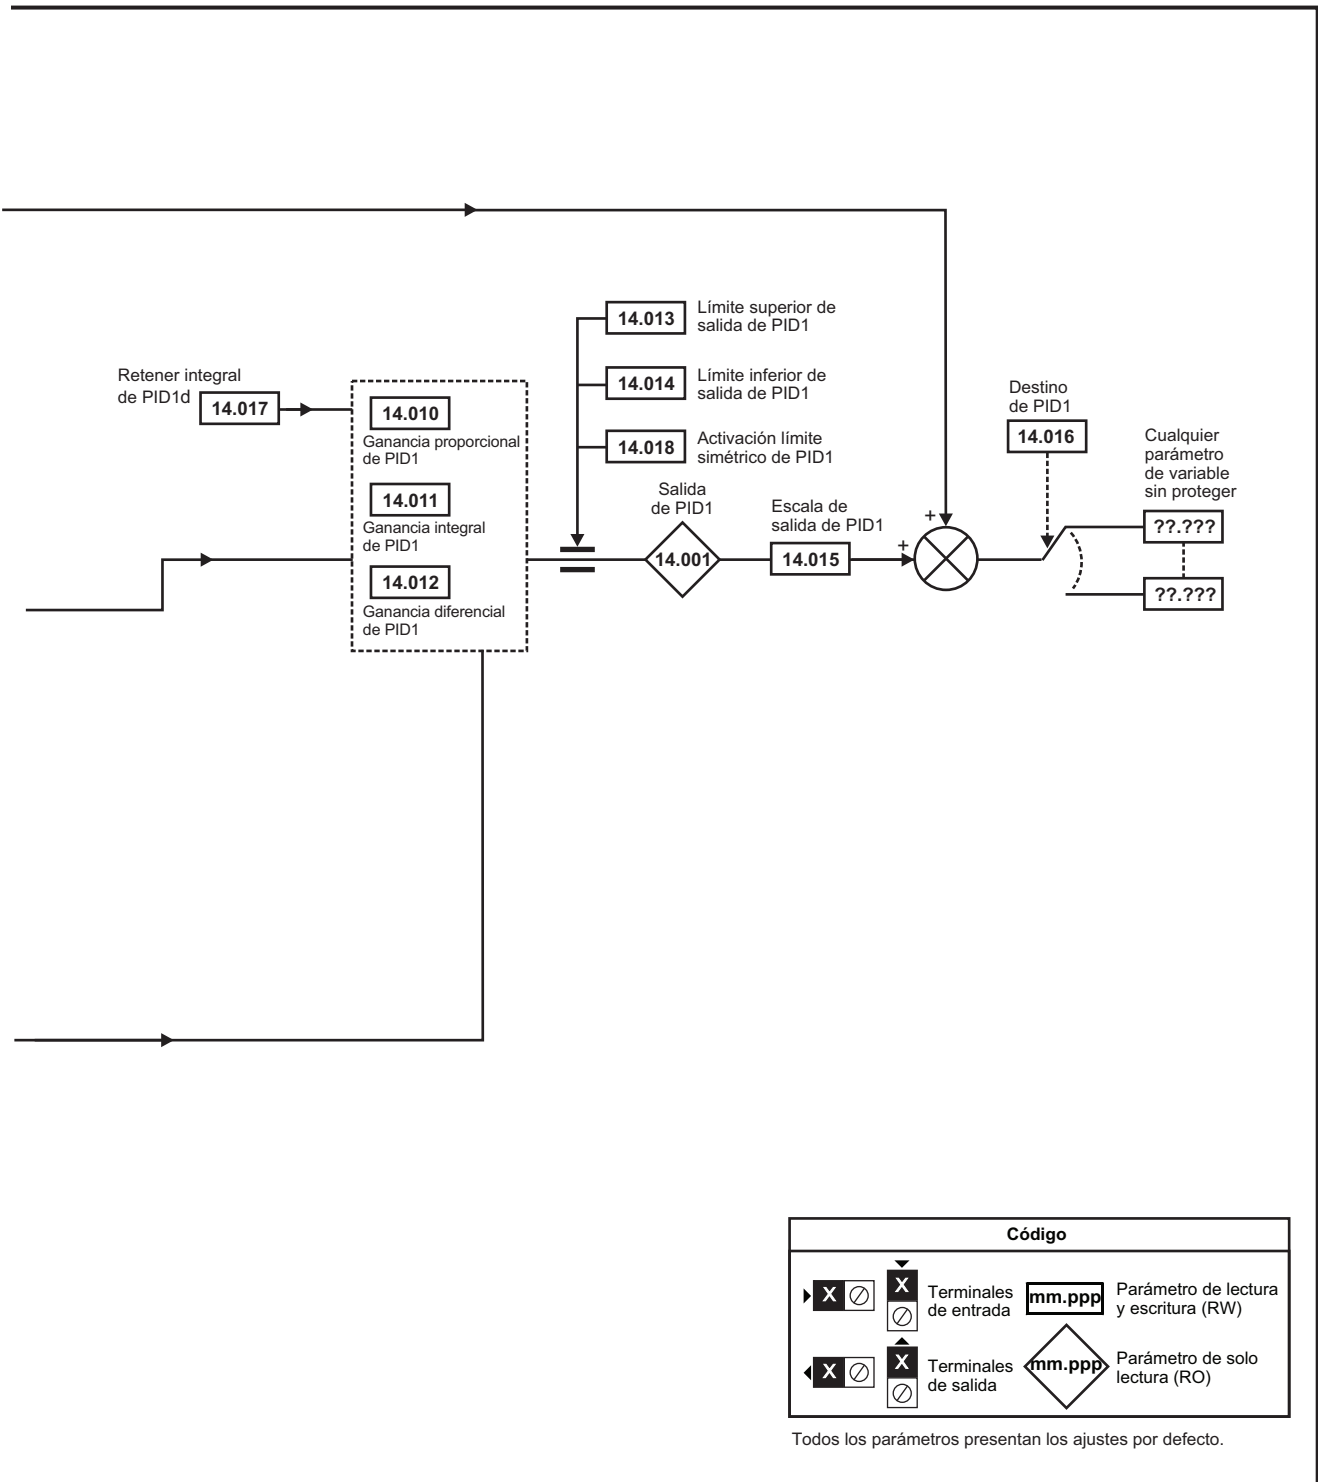 14.013
Límite superior de
salida de PID1
Retener integral
de PID1d
14.017
14.014
Límite inferior de
salida de PID1
14.018
Activación límite
simétrico de PID1
14.010
Ganancia proporcional
de PID1
14.011
Ganancia integral
de PID1
14.012
Ganancia diferencial
de PID1
Salida
de PID1
14.001
Escala de
salida de PID1
14.015
+
+
Destino
de PID1
14.016
Cualquier
parámetro
de variable
sin proteger
??.???
??.???
Código
X
X
Terminales
de entrada
mm.ppp
Parámetro de lectura
y escritura (RW)
X
X
Terminales
de salida
mm.ppp
Parámetro de solo
lectura (RO)
Todos los parámetros presentan los ajustes por defecto.